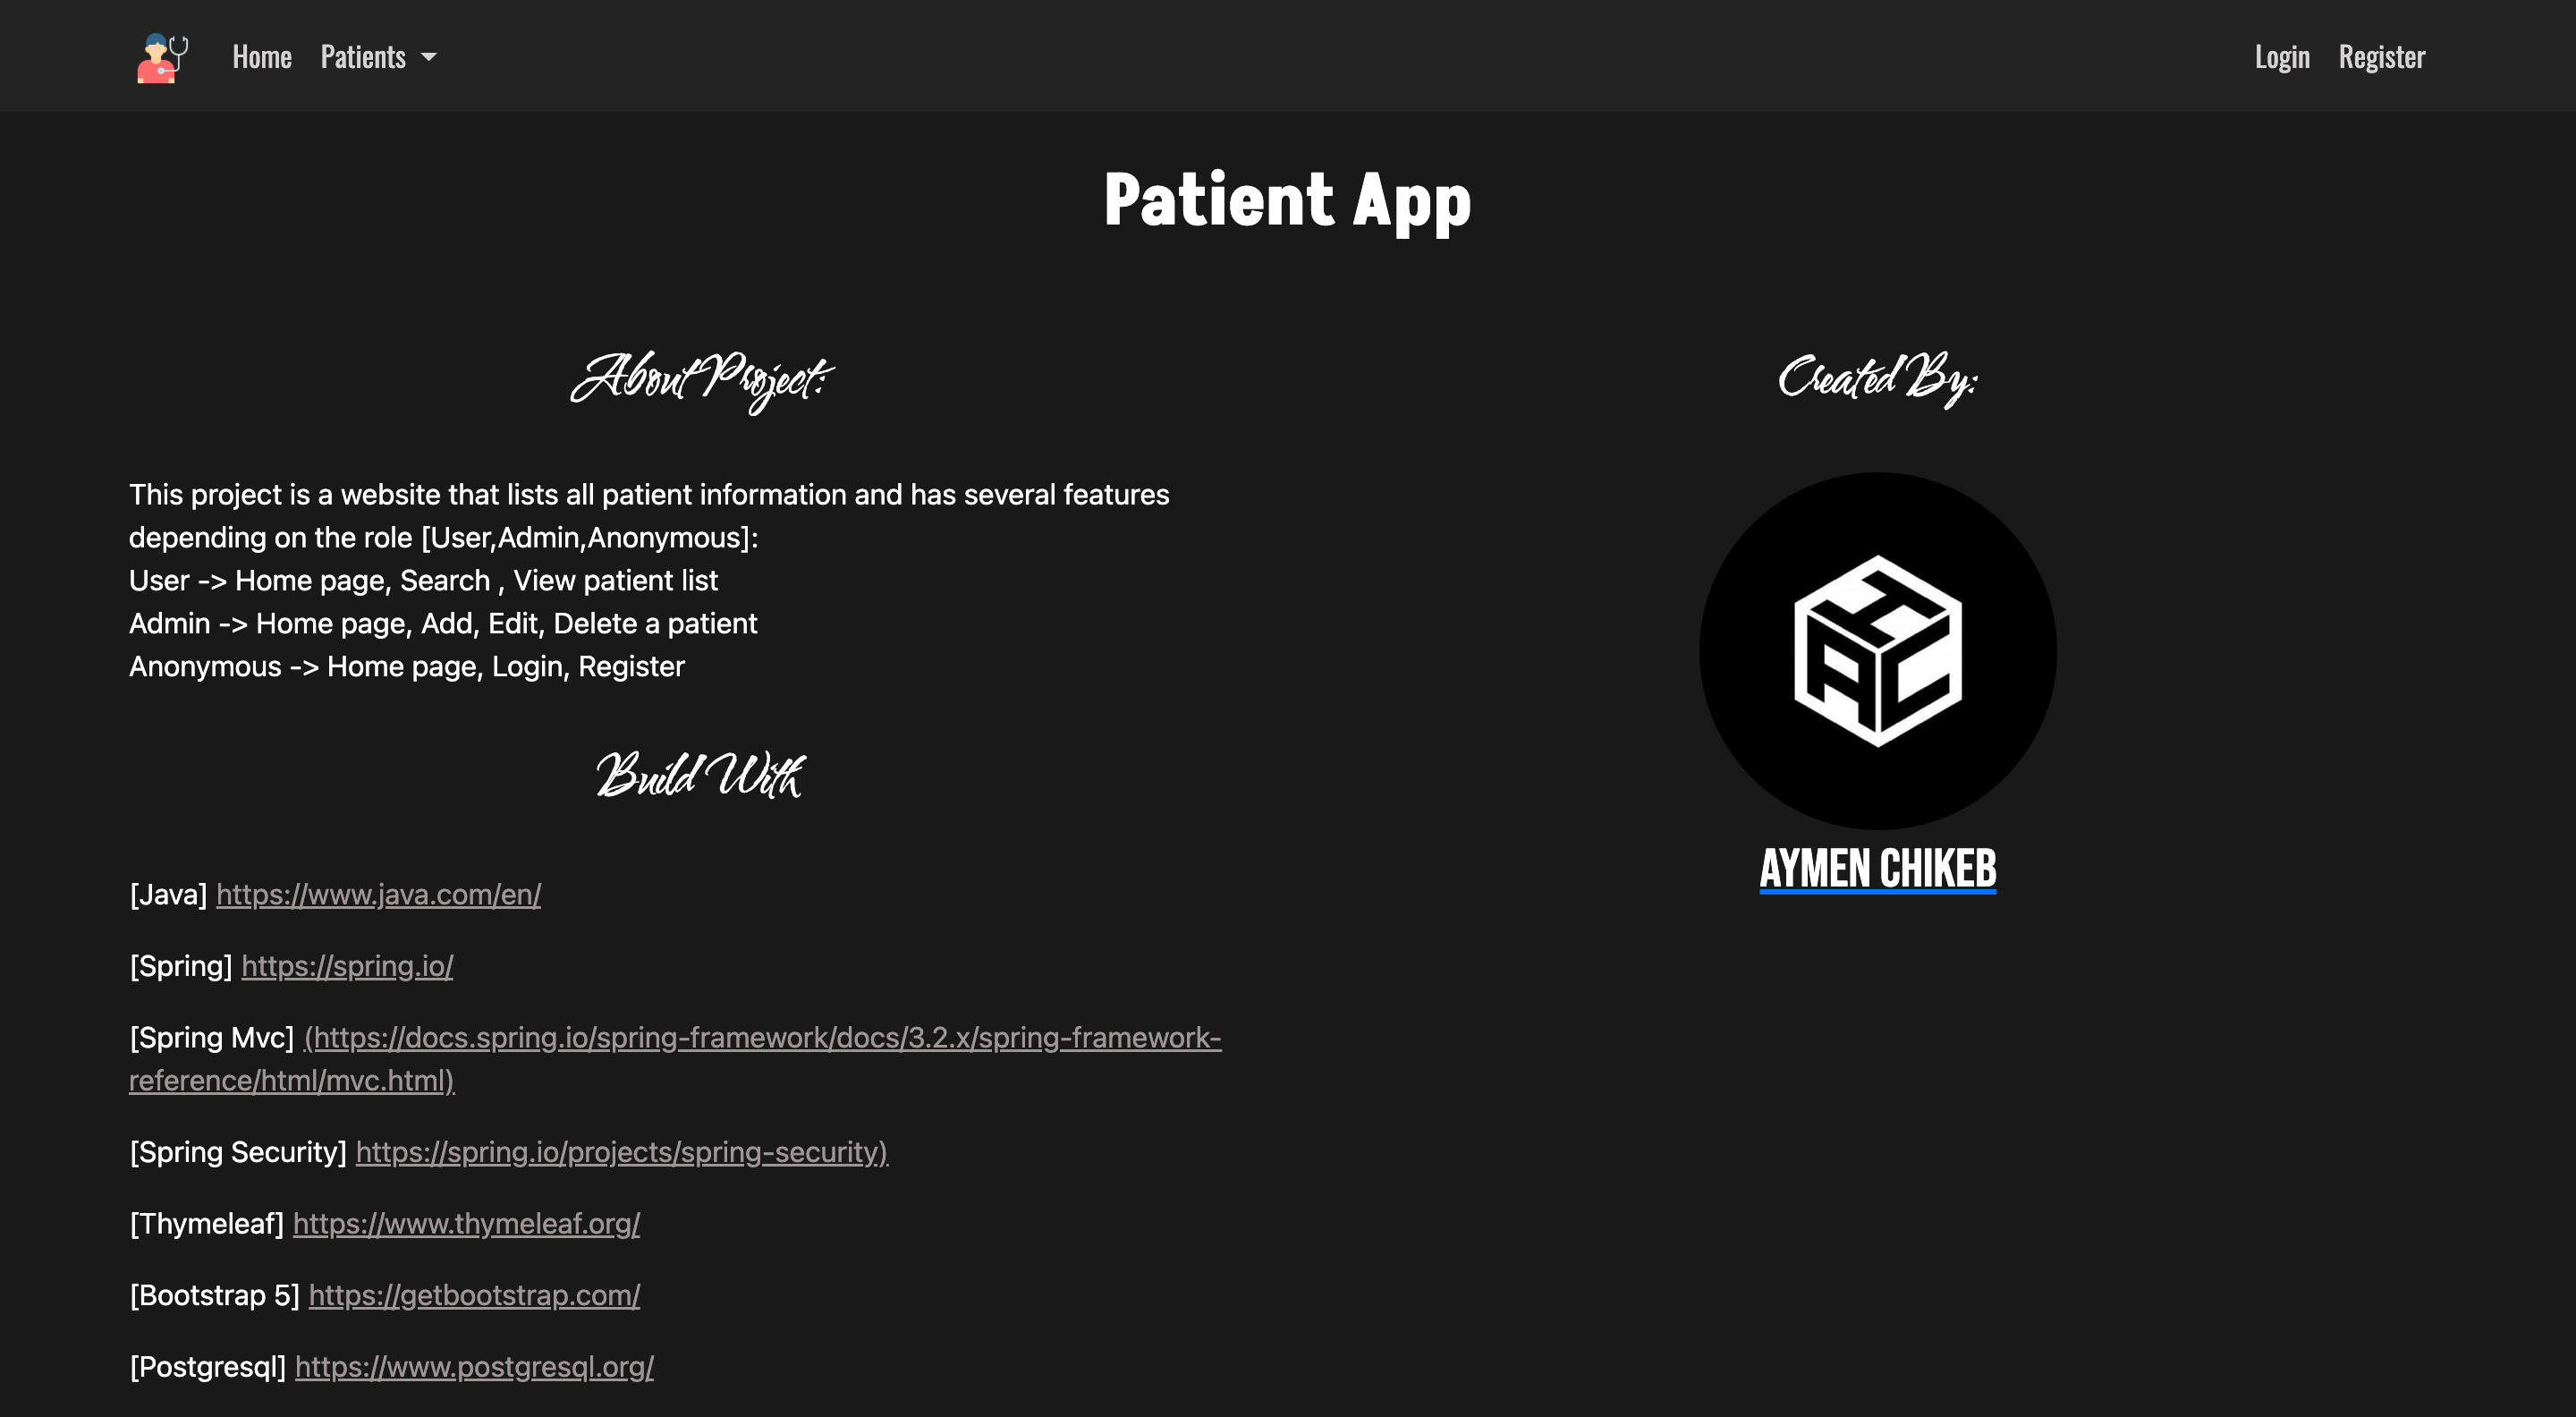 Home Patients
Login Register
Patient App
About Project:
This project is a website that lists all patient information and has several features
depending on the role [User,Admin,Anonymous]:
User -> Home page, Search , View patient list
Admin -> Home page, Add, Edit, Delete a patient
Anonymous -> Home page, Login, Register
Build With
[Java] https://www.java.com/en/
[Spring] https://spring.io/
[Spring Mvc] (https://docs.spring.io/spring-framework/docs/3.2.x/spring-framework-
reference/html/mvc.html)
[Spring Security] https://spring.io/projects/spring-security)
[Thymeleaf] https://www.thymeleaf.org/
[Bootstrap 5] https://getbootstrap.com/
[Postgresql] https://www.postgresql.org/
Created By:
H
AC
AYMEN CHIKEB